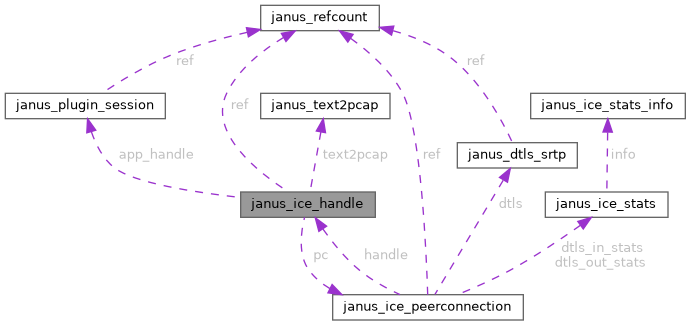 janus_refcount
ref
ref
janus_plugin_session
ref
janus_text2pcap
janus_ice_stats_info
app_handle
text2pcap
ref
janus_dtls_srtp
info
janus_ice_handle
dtls
janus_ice_stats
pc
handle
dtls_in_stats
dtls_out_stats
janus_ice_peerconnection